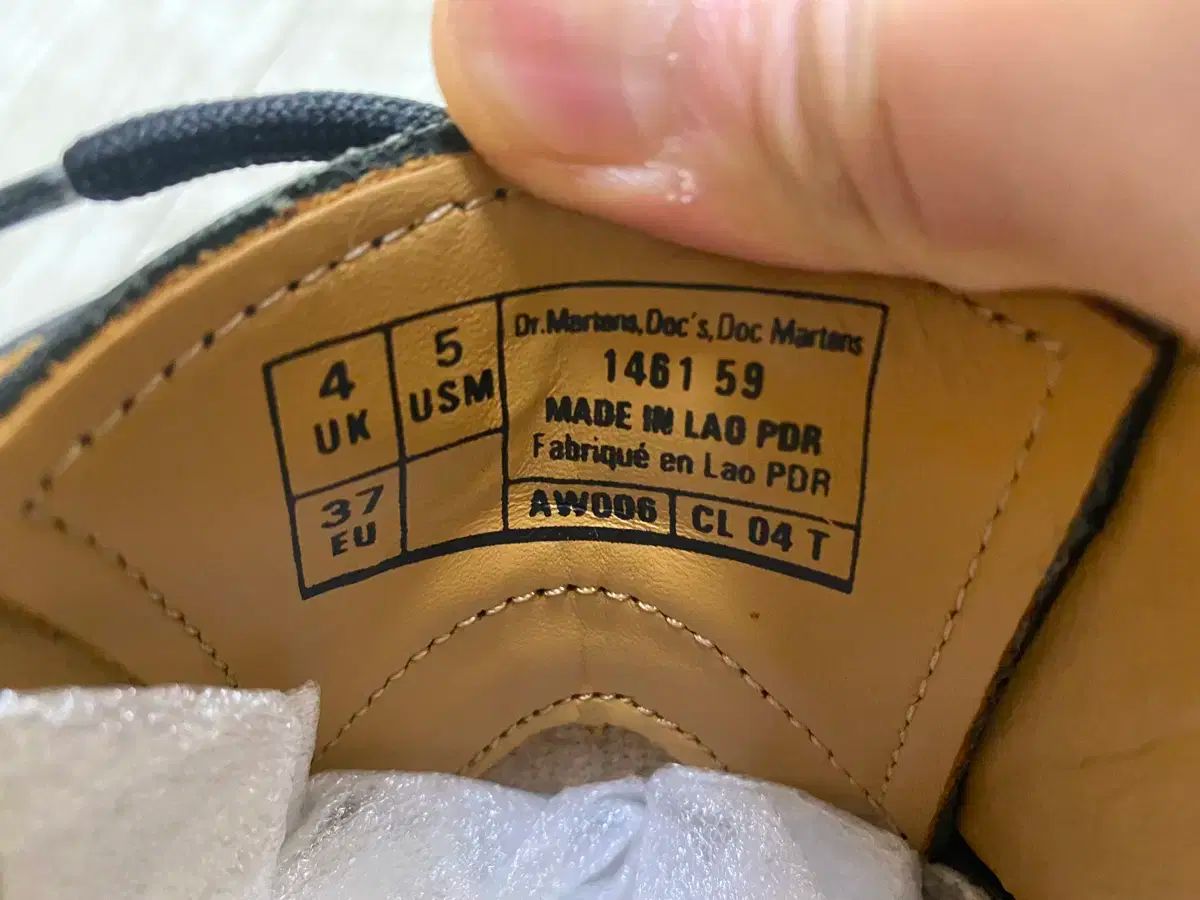 4
UK
5
USM
37
EU
Dr.Martens,Doc's,Doc Martens
1461 59
MADE IN LAO PDR
Fabriqué en Lao PDR
AW006
CL 04 T